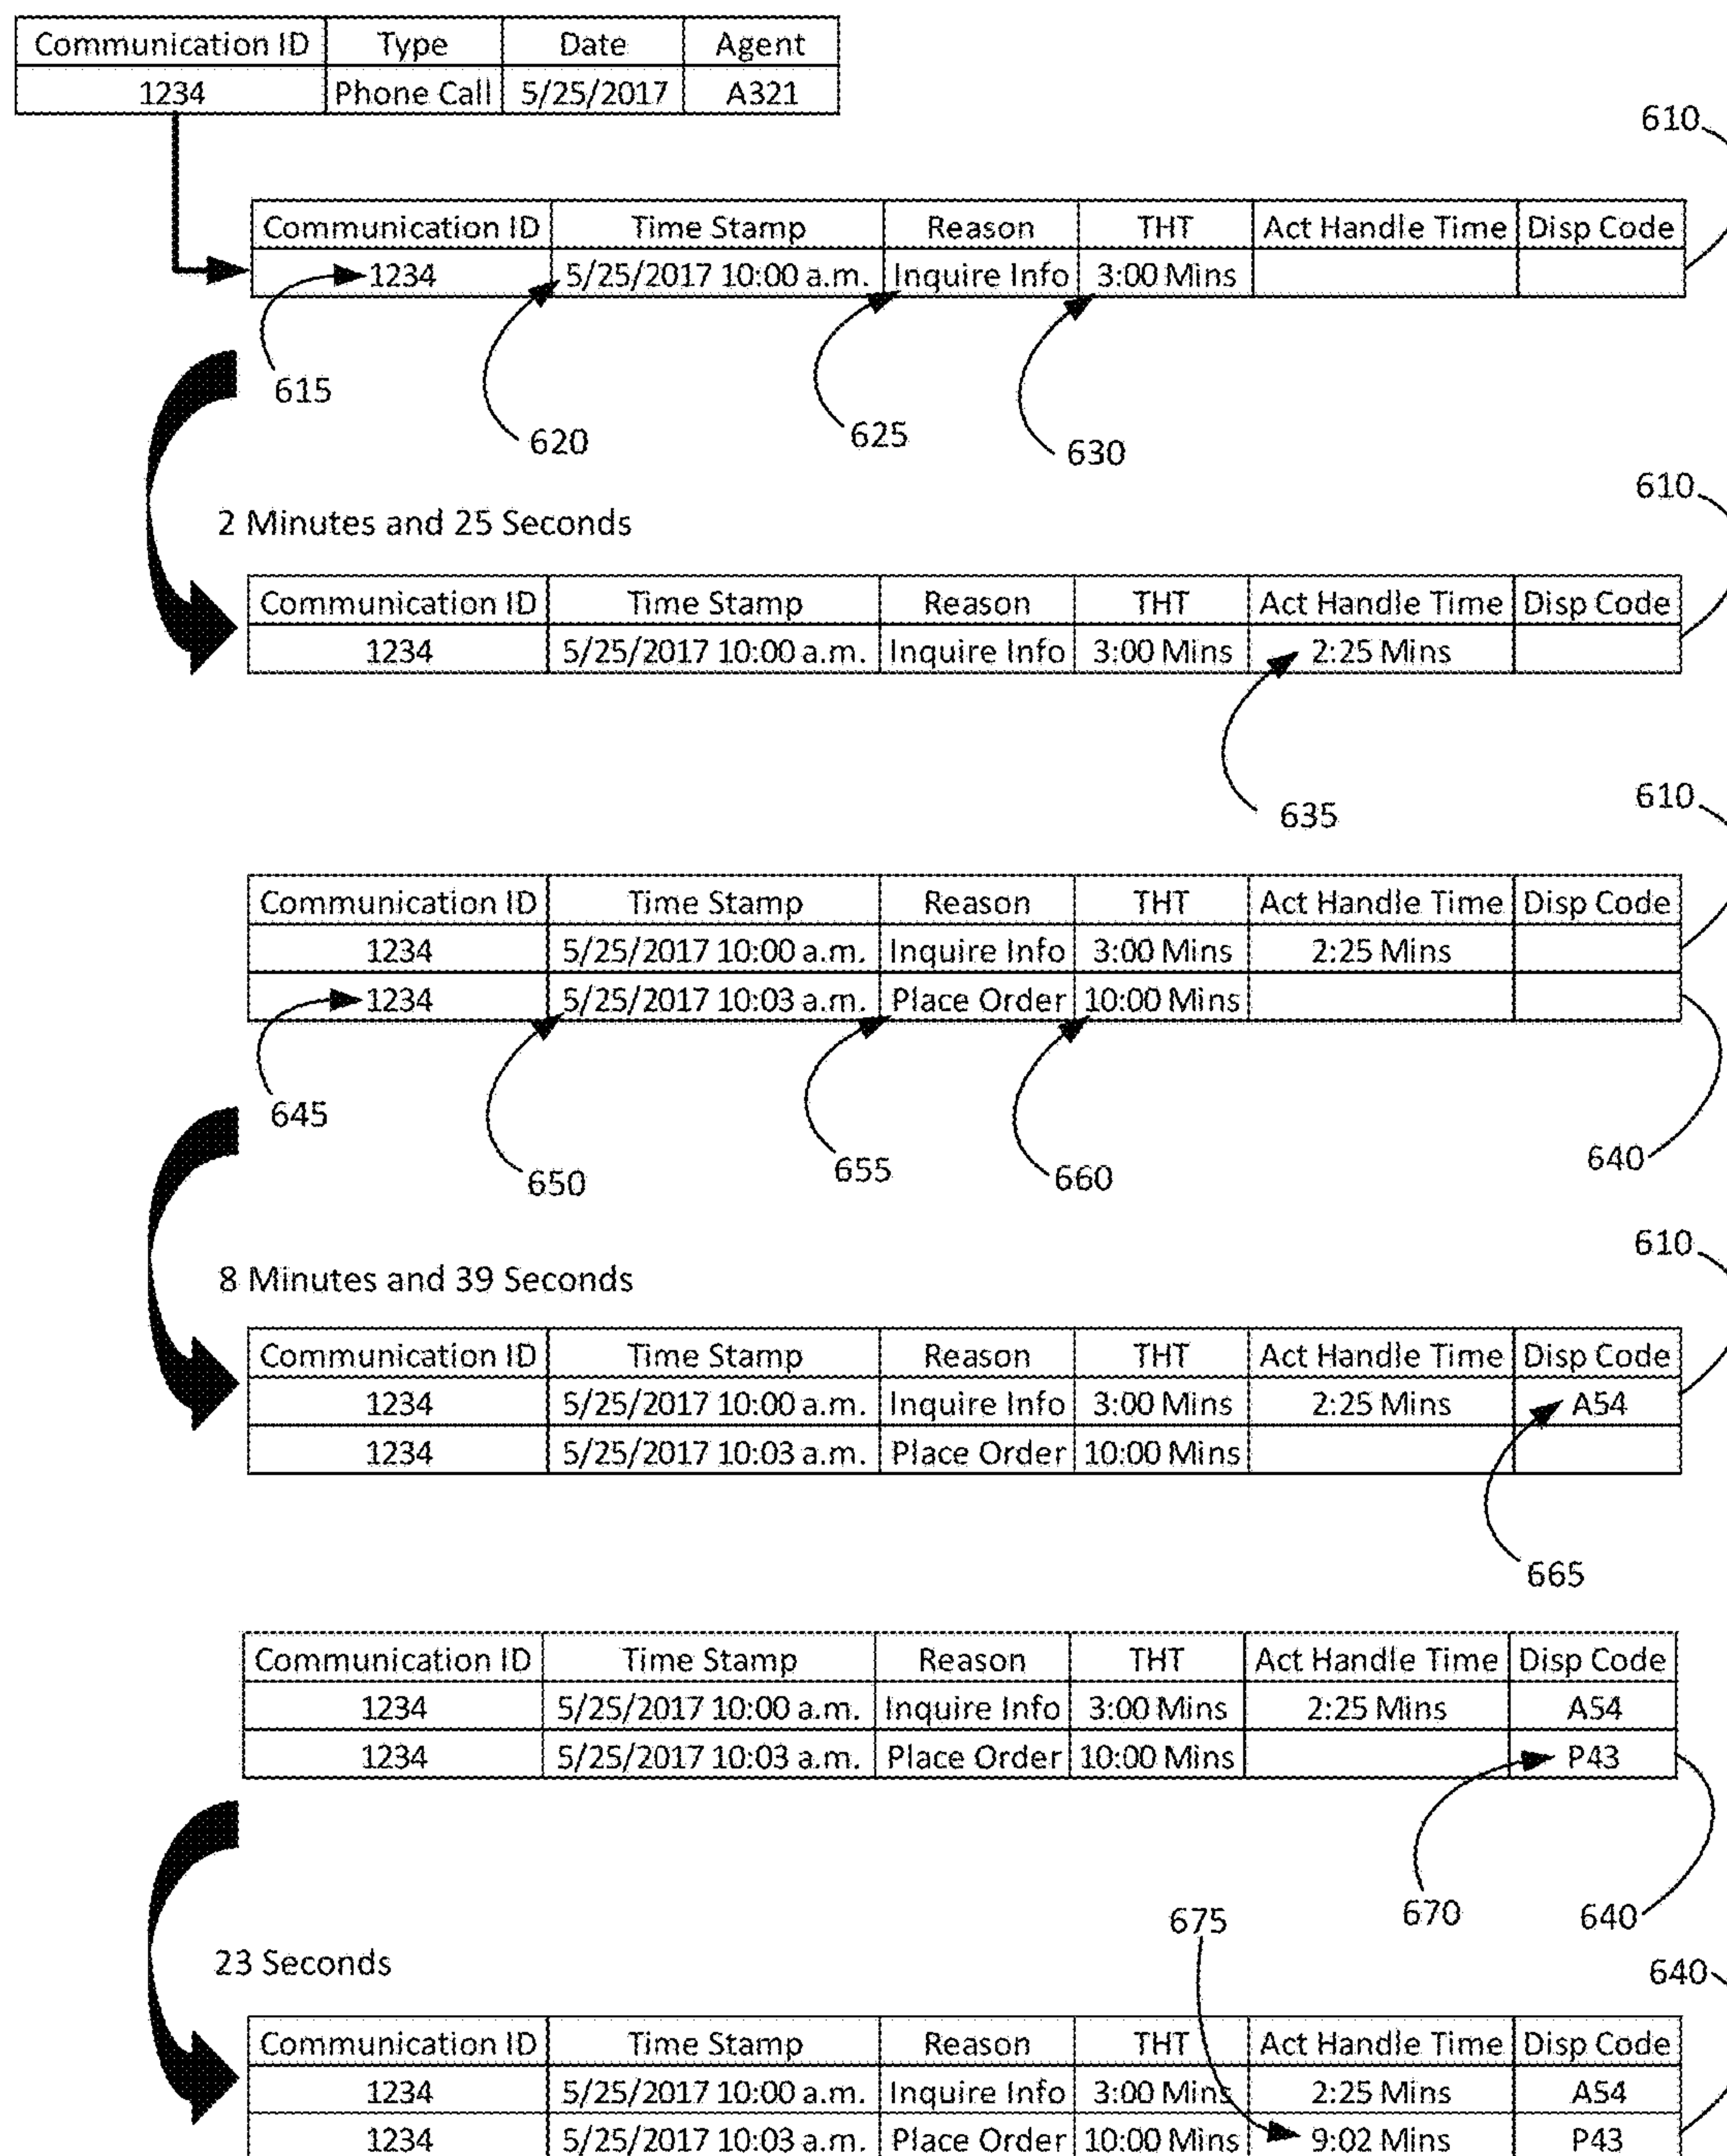 Communication ID Type Date Agent
1234 Phone Call 5/25/2017 A321
610
Communication ID Time Stamp Reason THT Act Handle Time Disp Code
1234 5/25/2017 10:00 a.m. Inquire Info 3:00 Mins
615
620
625
630
610
2 Minutes and 25 Seconds
Communication ID Time Stamp Reason THT Act Handle Time Disp Code
1234 5/25/2017 10:00 a.m. Inquire Info 3:00 Mins 2:25 Mins
635
610
Communication ID Time Stamp Reason THT Act Handle Time Disp Code
1234 5/25/2017 10:00 a.m. Inquire Info 3:00 Mins 2:25 Mins
1234 5/25/2017 10:03 a.m. Place Order 10:00 Mins
645
650
655
660
640
610
8 Minutes and 39 Seconds
Communication ID Time Stamp Reason THT Act Handle Time Disp Code
1234 5/25/2017 10:00 a.m. Inquire Info 3:00 Mins 2:25 Mins A54
1234 5/25/2017 10:03 a.m. Place Order 10:00 Mins
665
Communication ID Time Stamp Reason THT Act Handle Time Disp Code
1234 5/25/2017 10:00 a.m. Inquire Info 3:00 Mins 2:25 Mins A54
1234 5/25/2017 10:03 a.m. Place Order 10:00 Mins P43
675
670
640
23 Seconds
640
Communication ID Time Stamp Reason THT Act Handle Time Disp Code
1234 5/25/2017 10:00 a.m. Inquire Info 3:00 Mins 2:25 Mins A54
1234 5/25/2017 10:03 a.m. Place Order 10:00 Mins 9:02 Mins P43